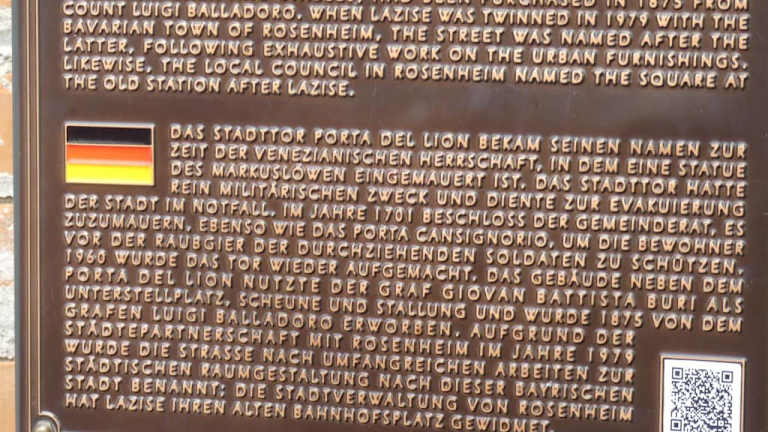 HAD BEEN PURCHASED IN 1875 FROM
COUNT LUIGI BALLADORO. WHEN LAZISE WAS TWINNED IN 1979 WITH THE
BAVARIAN TOWN OF ROSENHEIM, THE STREET WAS NAMED AFTER THE
LATTER, FOLLOWING EXHAUSTIVE WORK ON THE URBAN FURNISHINGS.
LIKEWISE, THE LOCAL COUNCIL IN ROSENHEIM NAMED THE SQUARE AT
THE OLD STATION AFTER LAZISE.
DAS STADTTOR PORTA DEL LION BEKAM SEINEN NAMEN ZUR
ZEIT DER VENEZIANISCHEN HERRSCHAFT, IN DEM EINE STATUE
DES MARKUSLÖWEN EINGEMAUERT IST. DAS STADTTOR HATTE
REIN MILITÄRISCHEN ZWECK UND DIENTE ZUR EVAKUIERUNG
DER STADT IM NOTFALL. IM JAHRE 1701 BESCHLOSS DER GEMEINDERAT, ES
ZUZUMAUERN, EBENSO WIE DAS PORTA CANSIGNORIO, UM DIE BEWOHNER
VOR DER RAUBGIER DER DURCHZIEHENDEN SOLDATEN ZU SCHÜTZEN.
1960 WURDE DAS TOR WIEDER AUFGEMACHT. DAS GEBÄUDE NEBEN DEM
PORTA DEL LION NUTZTE DER GRAF GIOVAN BATTISTA BURI ALS
UNTERSTELLPLATZ, SCHEUNE UND STALLUNG UND WURDE 1875 VON DEM
GRAFEN LUIGI BALLADORO ERWORBEN. AUFGRUND DER
STÄDTEPARTNERSCHAFT MIT ROSENHEIM IM JAHRE 1979
WURDE DIE STRASSE NACH UMFANGREICHEN ARBEITEN ZUR
STÄDTISCHEN RAUMGESTALTUNG NACH DIESER BAYRISCHEN
STADT BENANNT; DIE STADTVERWALTUNG VON ROSENHEIM
HAT LAZISE IHREN ALTEN BAHNHOFSPLATZ GEWIDMET.